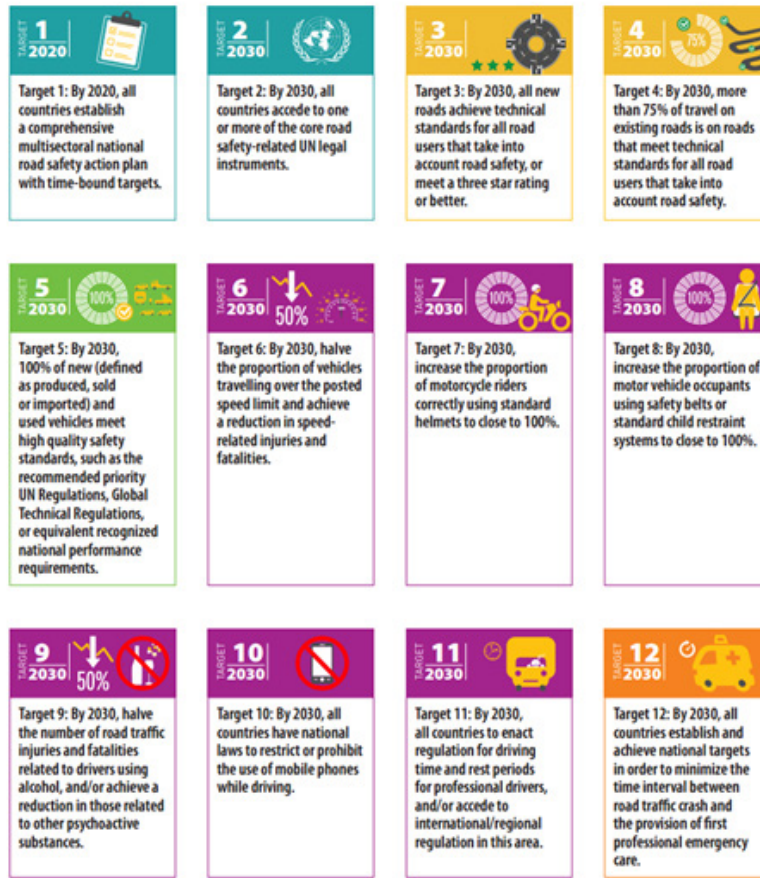 TARGET
1
2020
Target 1: By 2020, all
countries establish
a comprehensive
multisectoral national
road safety action plan
with time-bound targets.
TARGET
2
2030
Target 2: By 2030, all
countries accede to one
or more of the core road
safety-related UN legal
instruments.
TARGET
3
2030
Target 3: By 2030, all new
roads achieve technical
standards for all road
users that take into
account road safety, or
meet a three star rating
or better.
TARGET
4
2030
75%
Target 4: By 2030, more
than 75% of travel on
existing roads is on roads
that meet technical
standards for all road
users that take into
account road safety.
TARGET
5
2030
100%
Target 5: By 2030,
100% of new (defined
as produced, sold
or imported) and
used vehicles meet
high quality safety
standards, such as the
recommended priority
UN Regulations, Global
Technical Regulations,
or equivalent recognized
national performance
requirements.
TARGET
6
2030
50%
Target 6: By 2030, halve
the proportion of vehicles
travelling over the posted
speed limit and achieve
a reduction in speed-
related injuries and
fatalities.
TARGET
7
2030
100%
Target 7: By 2030,
increase the proportion
of motorcycle riders
correctly using standard
helmets to close to 100%.
TARGET
8
2030
100%
Target 8: By 2030,
increase the proportion of
motor vehicle occupants
using safety belts or
standard child restraint
systems to close to 100%.
TARGET
9
2030
50%
Target 9: By 2030, halve
the number of road traffic
injuries and fatalities
related to drivers using
alcohol, and/or achieve a
reduction in those related
to other psychoactive
substances.
TARGET
10
2030
Target 10: By 2030, all
countries have national
laws to restrict or prohibit
the use of mobile phones
while driving.
TARGET
11
2030
Target 11: By 2030,
all countries to enact
regulation for driving
time and rest periods
for professional drivers,
and/or accede to
international/regional
regulation in this area.
TARGET
12
2030
Target 12: By 2030, all
countries establish and
achieve national targets
in order to minimize the
time interval between
road traffic crash and
the provision of first
professional emergency
care.